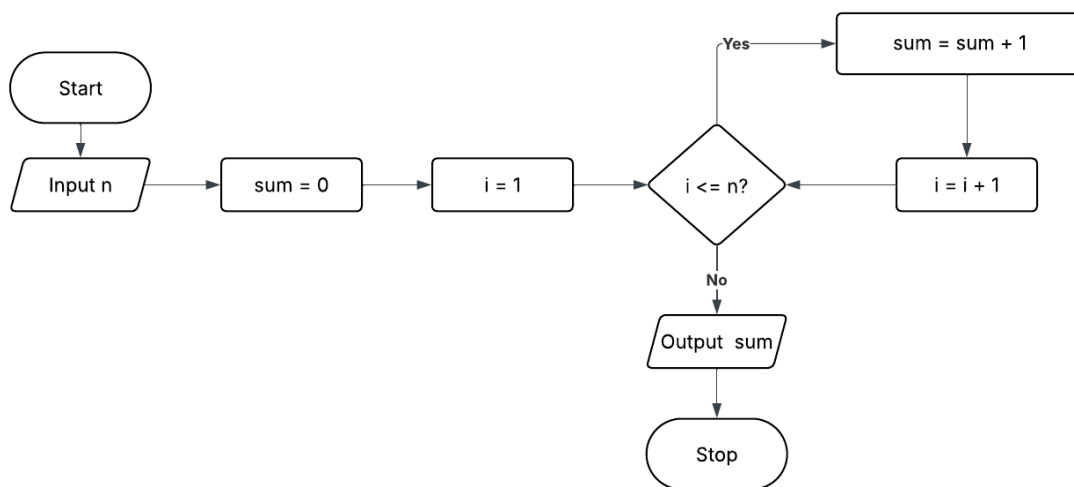 Start
Input n
sum = 0
i = 1
i <= n?
Yes
sum = sum + 1
i = i + 1
No
Output sum
Stop